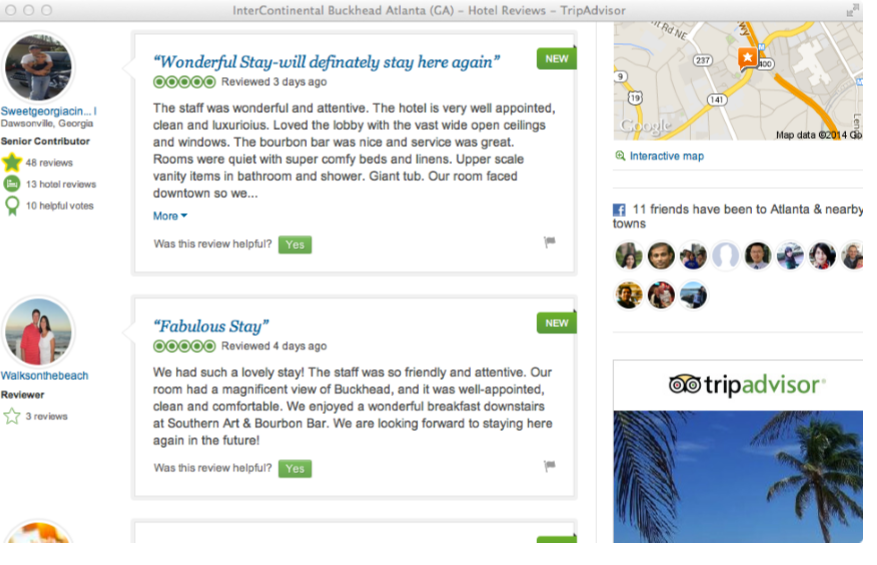 InterContinental Buckhead Atlanta (GA) – Hotel Reviews – TripAdvisor
Sweetgeorgiacin... l
Dawsonville, Georgia
Senior Contributor
48 reviews
13 hotel reviews
10 helpful votes
“Wonderful Stay-will definately stay here again”
NEW
Reviewed 3 days ago
The staff was wonderful and attentive. The hotel is very well appointed,
clean and luxurioius. Loved the lobby with the vast wide open ceilings
and windows. The bourbon bar was nice and service was great.
Rooms were quiet with super comfy beds and linens. Upper scale
vanity items in bathroom and shower. Giant tub. Our room faced
downtown so we...
More
Was this review helpful? Yes
Walksonthebeach
Reviewer
3 reviews
“Fabulous Stay”
NEW
Reviewed 4 days ago
We had such a lovely stay! The staff was so friendly and attentive. Our
room had a magnificent view of Buckhead, and it was well-appointed,
clean and comfortable. We enjoyed a wonderful breakfast downstairs
at Southern Art & Bourbon Bar. We are looking forward to staying here
again in the future!
Was this review helpful? Yes
Rd NE
237
400
9
19
141
Google
Map data ©2014 Go
Interactive map
11 friends have been to Atlanta & nearby
towns
tripadvisor®